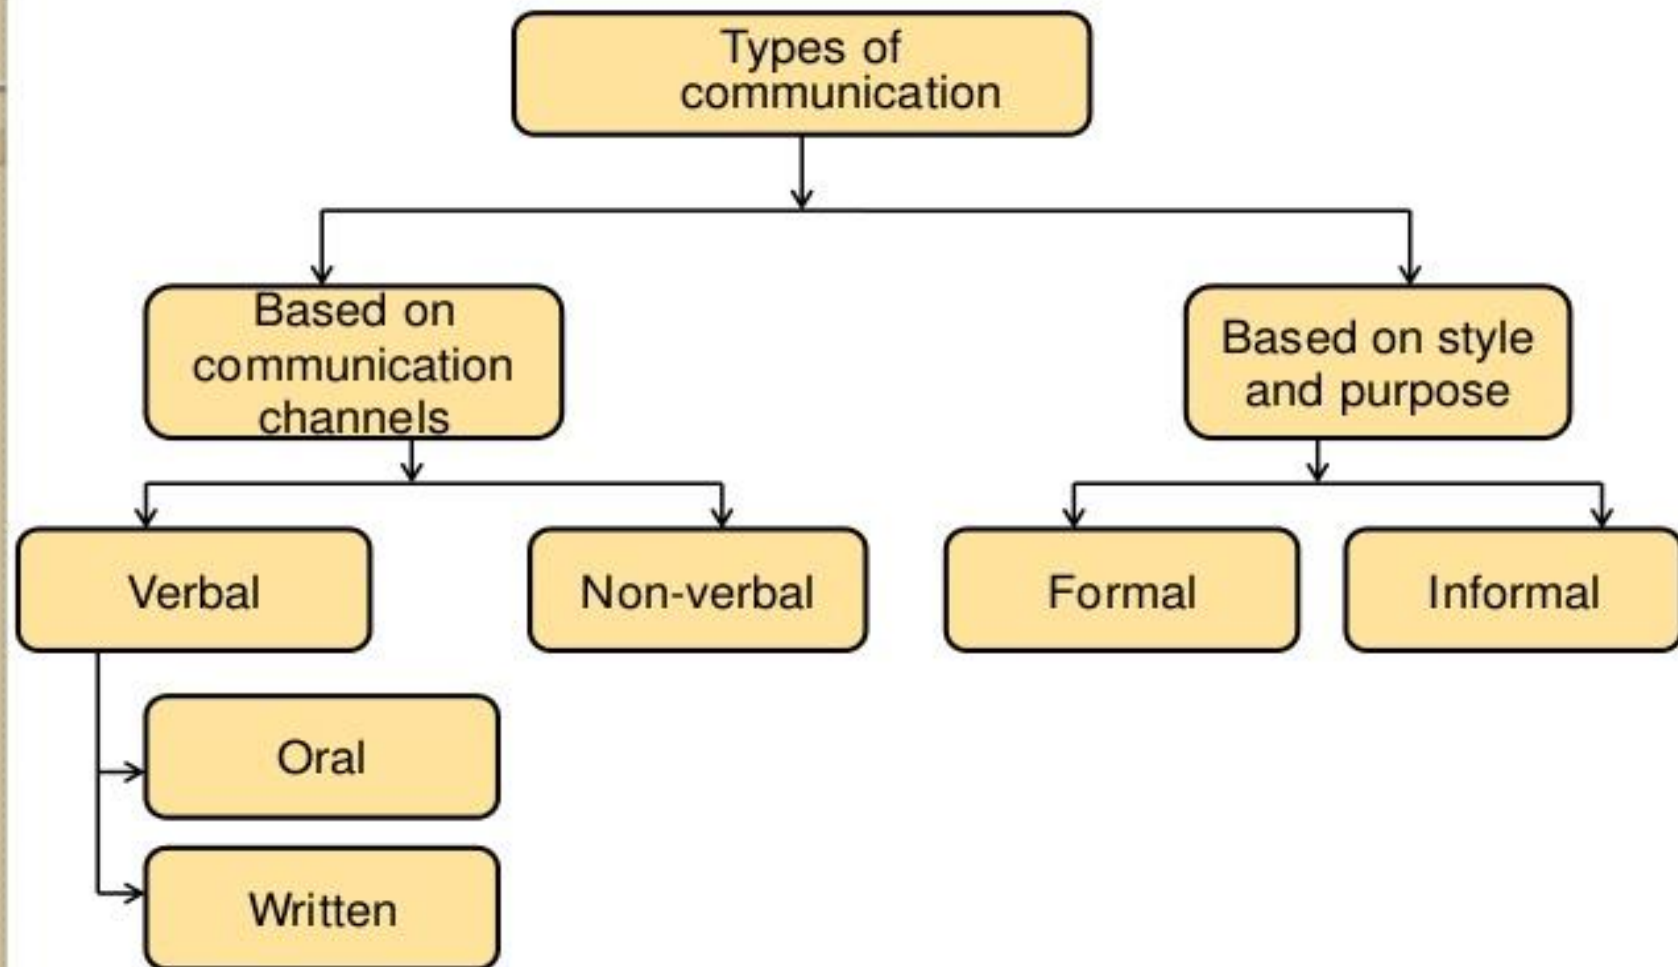 Types of
communication
Based on
communication
channels
Based on style
and purpose
Verbal
Non-verbal
Formal
Informal
Oral
Written